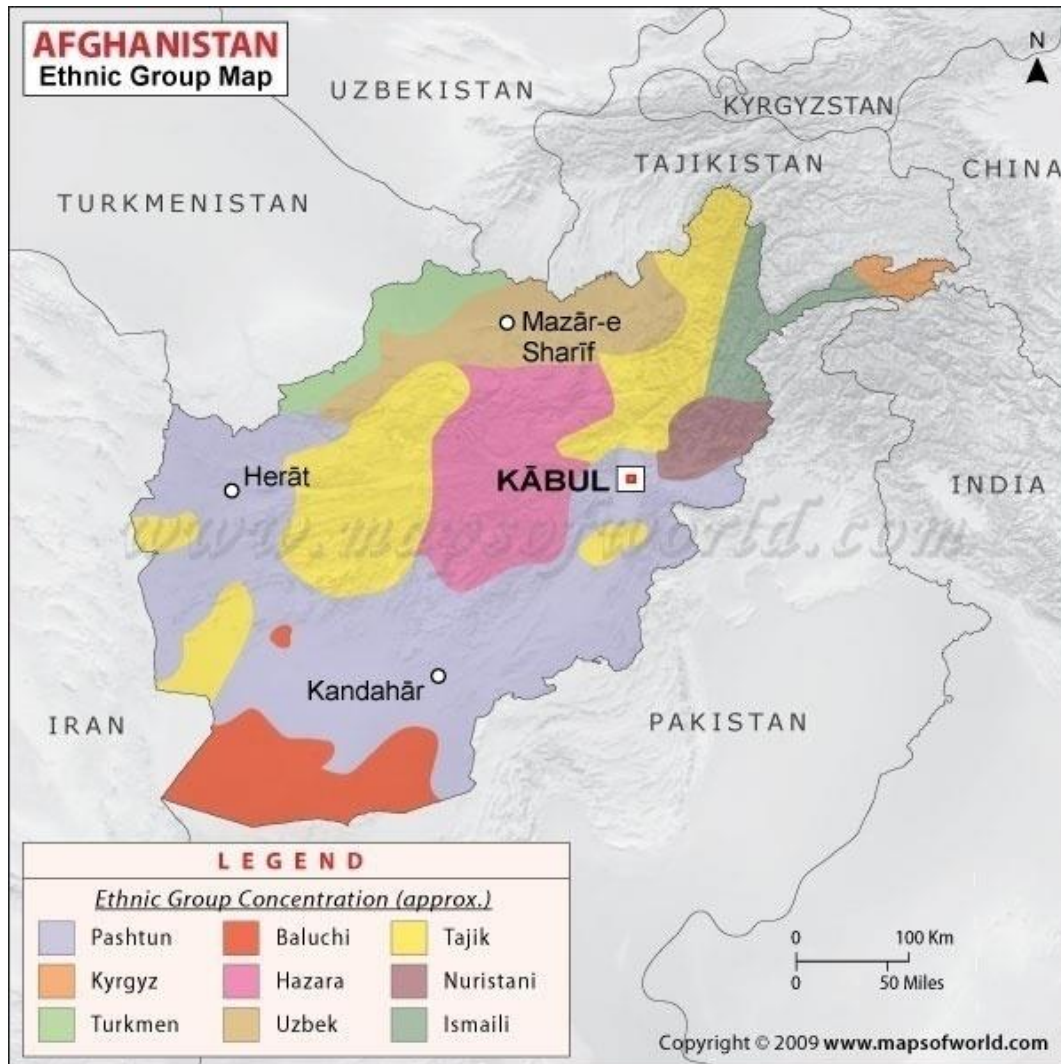 AFGHANISTAN
Ethnic Group Map
N
UZBEKISTAN
KYRGYZSTAN
TAJIKISTAN
CHINA
TURKMENISTAN
Mazār-e
Sharīf
Herāt
KĀBUL
INDIA
www.mapsofworld.com
Kandahār
IRAN
PAKISTAN
LEGEND
Ethnic Group Concentration (approx.)
Pashtun Baluchi Tajik
Kyrgyz Hazara Nuristani
Turkmen Uzbek Ismaili
0 100 Km
0 50 Miles
Copyright © 2009 www.mapsofworld.com